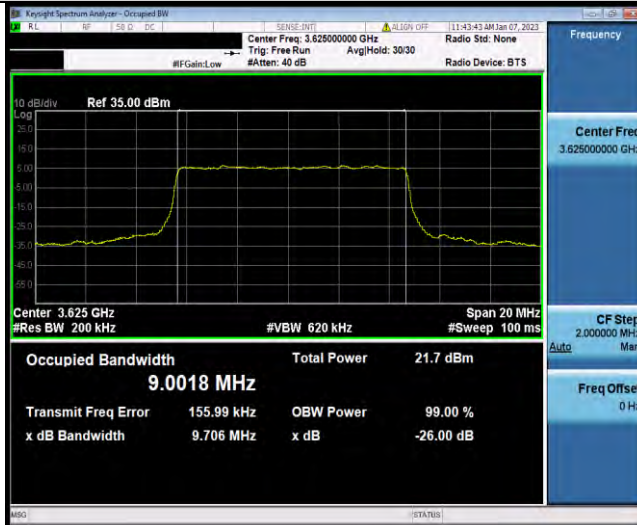 Keysight Spectrum Analyzer - Occupied BW
RL RF 50 Ω DC SENSE:INT ALIGN OFF 11:43:43 AM Jan 07, 2023
Center Freq: 3.625000000 GHz Radio Std: None
Trig: Free Run Avg|Hold: 30/30
#IFGain:Low #Atten: 40 dB Radio Device: BTS
Frequency
10 dB/div Ref 35.00 dBm
Log
25.0
15.0
5.00
-5.00
-15.0
-25.0
-35.0
-45.0
-55.0
Center 3.625 GHz Span 20 MHz
#Res BW 200 kHz #VBW 620 kHz #Sweep 100 ms
Occupied Bandwidth Total Power 21.7 dBm
9.0018 MHz
Transmit Freq Error 155.99 kHz OBW Power 99.00 %
x dB Bandwidth 9.706 MHz x dB -26.00 dB
Center Freq
3.625000000 GHz
CF Step
2.000000 MHz
Auto Man
Freq Offset
0 Hz
MSG STATUS